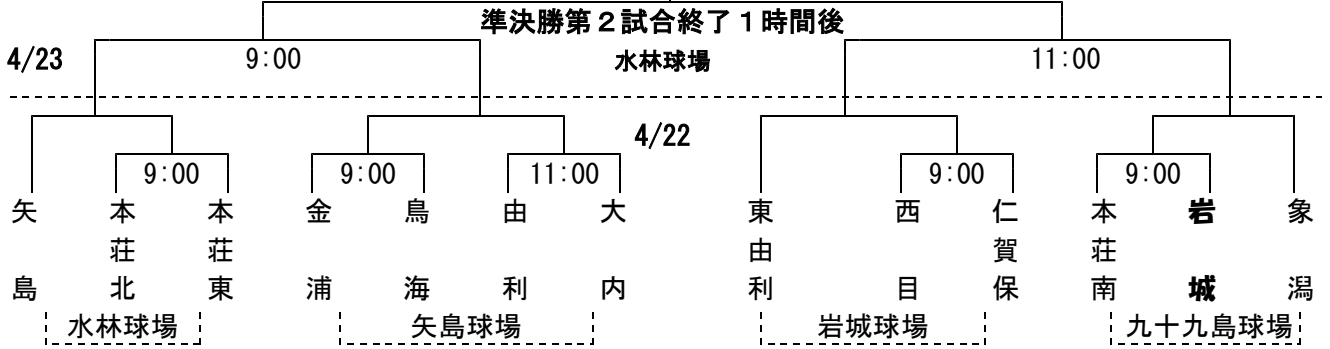 準決勝第2試合終了1時間後
4/23 9:00 水林球場 11:00
4/22
9:00 9:00 11:00 9:00 9:00
矢島 本荘北 本荘東 金浦 鳥海 由利 大内 東由利 西目 仁賀保 本荘南 岩城 象潟
水林球場 矢島球場 岩城球場 九十九島球場